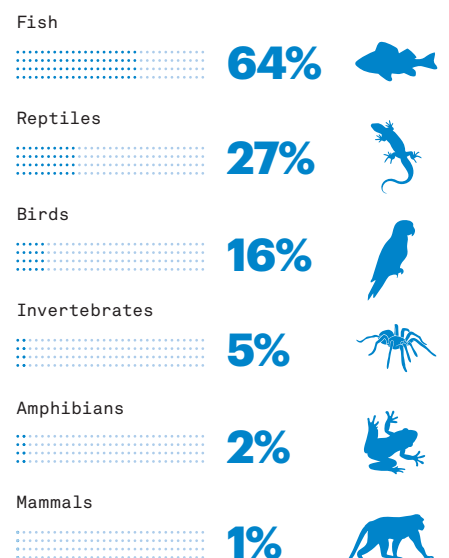 Fish
64%
Reptiles
27%
Birds
16%
Invertebrates
5%
Amphibians
2%
Mammals
1%